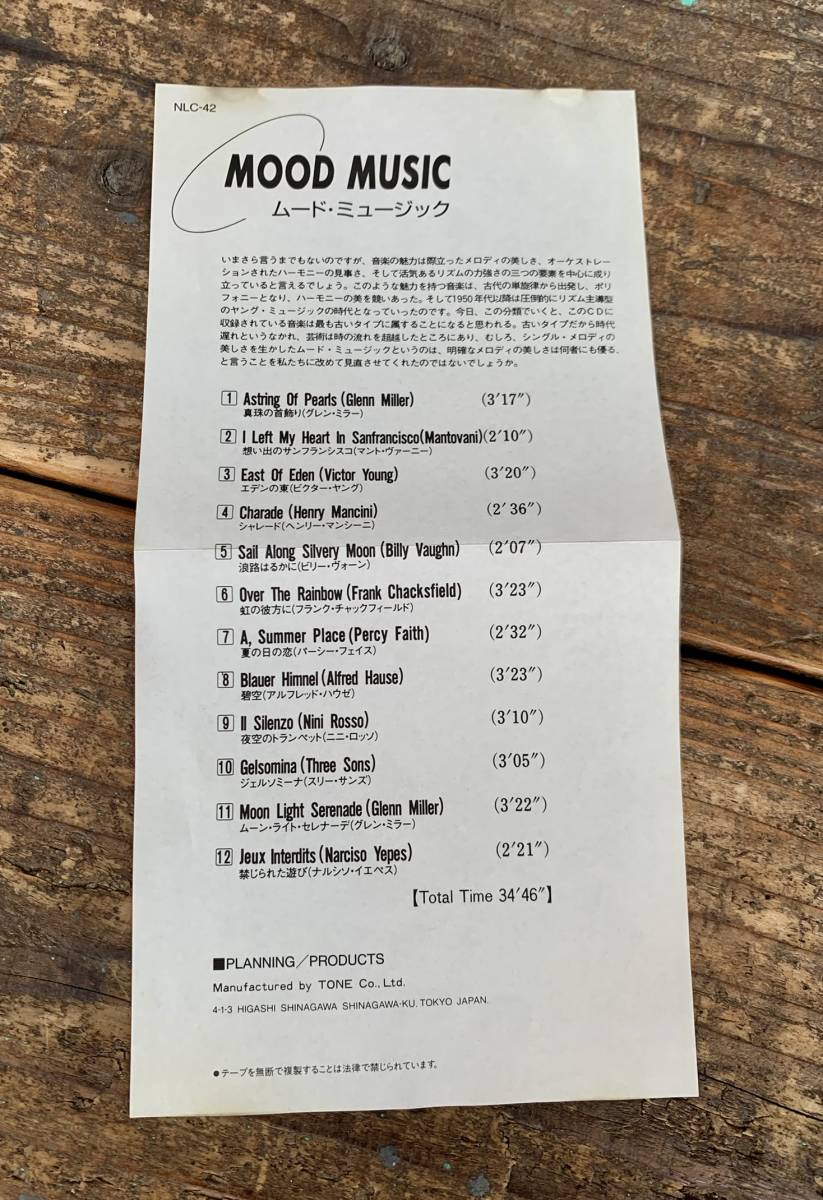 NLC-42
MOOD MUSIC
ムード・ミュージック
いまさら言うまでもないのですが、音楽の魅力は際立ったメロディの美しさ、オーケストレー
ションされたハーモニーの見事さ、そして活気あるリズムの力強さの三つの要素を中心に成り
立っていると言えるでしょう。このような魅力を持つ音楽は、古代の単旋律から出発し、ポリ
フォニーとなり、ハーモニーの美を競いあった。そして1950年代以降は圧倒的にリズム主導型
のヤング・ミュージックの時代となっていったのです。今日、この分類でいくと、このCDに
収録されている音楽は最も古いタイプに属することになると思われる。古いタイプだから時代
遅れというなかれ、芸術は時の流れを超越したところにあり、むしろ、シングル・メロディの
美しさを生かしたムード・ミュージックというのは、明確なメロディの美しさは何者にも優る、
と言うことを私たちに改めて見直させてくれたのではないでしょうか。
1 Astring Of Pearls (Glenn Miller) (3′17″)
真珠の首飾り(グレン・ミラー)
2 I Left My Heart In Sanfrancisco(Mantovani)(2′10″)
想い出のサンフランシスコ(マント・ヴァーニー)
3 East Of Eden (Victor Young) (3′20″)
エデンの東(ビクター・ヤング)
4 Charade (Henry Mancini) (2′36″)
シャレード(ヘンリー・マンシーニ)
5 Sail Along Silvery Moon (Billy Vaughn) (2′07″)
浪路はるかに(ビリー・ヴォーン)
6 Over The Rainbow (Frank Chacksfield) (3′23″)
虹の彼方に(フランク・チャックフィールド)
7 A, Summer Place (Percy Faith) (2′32″)
夏の日の恋(パーシー・フェイス)
8 Blauer Himnel (Alfred Hause) (3′23″)
碧空(アルフレッド・ハウゼ)
9 Il Silenzo (Nini Rosso) (3′10″)
夜空のトランペット(ニニ・ロッソ)
10 Gelsomina (Three Sons) (3′05″)
ジェルソミーナ(スリー・サンズ)
11 Moon Light Serenade (Glenn Miller) (3′22″)
ムーン・ライト・セレナーデ(グレン・ミラー)
12 Jeux Interdits (Narciso Yepes) (2′21″)
禁じられた遊び(ナルシソ・イエペス)
【Total Time 34′46″】
■PLANNING/PRODUCTS
Manufactured by TONE Co., Ltd.
4-1-3 HIGASHI SHINAGAWA SHINAGAWA-KU. TOKYO JAPAN.
●テープを無断で複製することは法律で禁じられています。